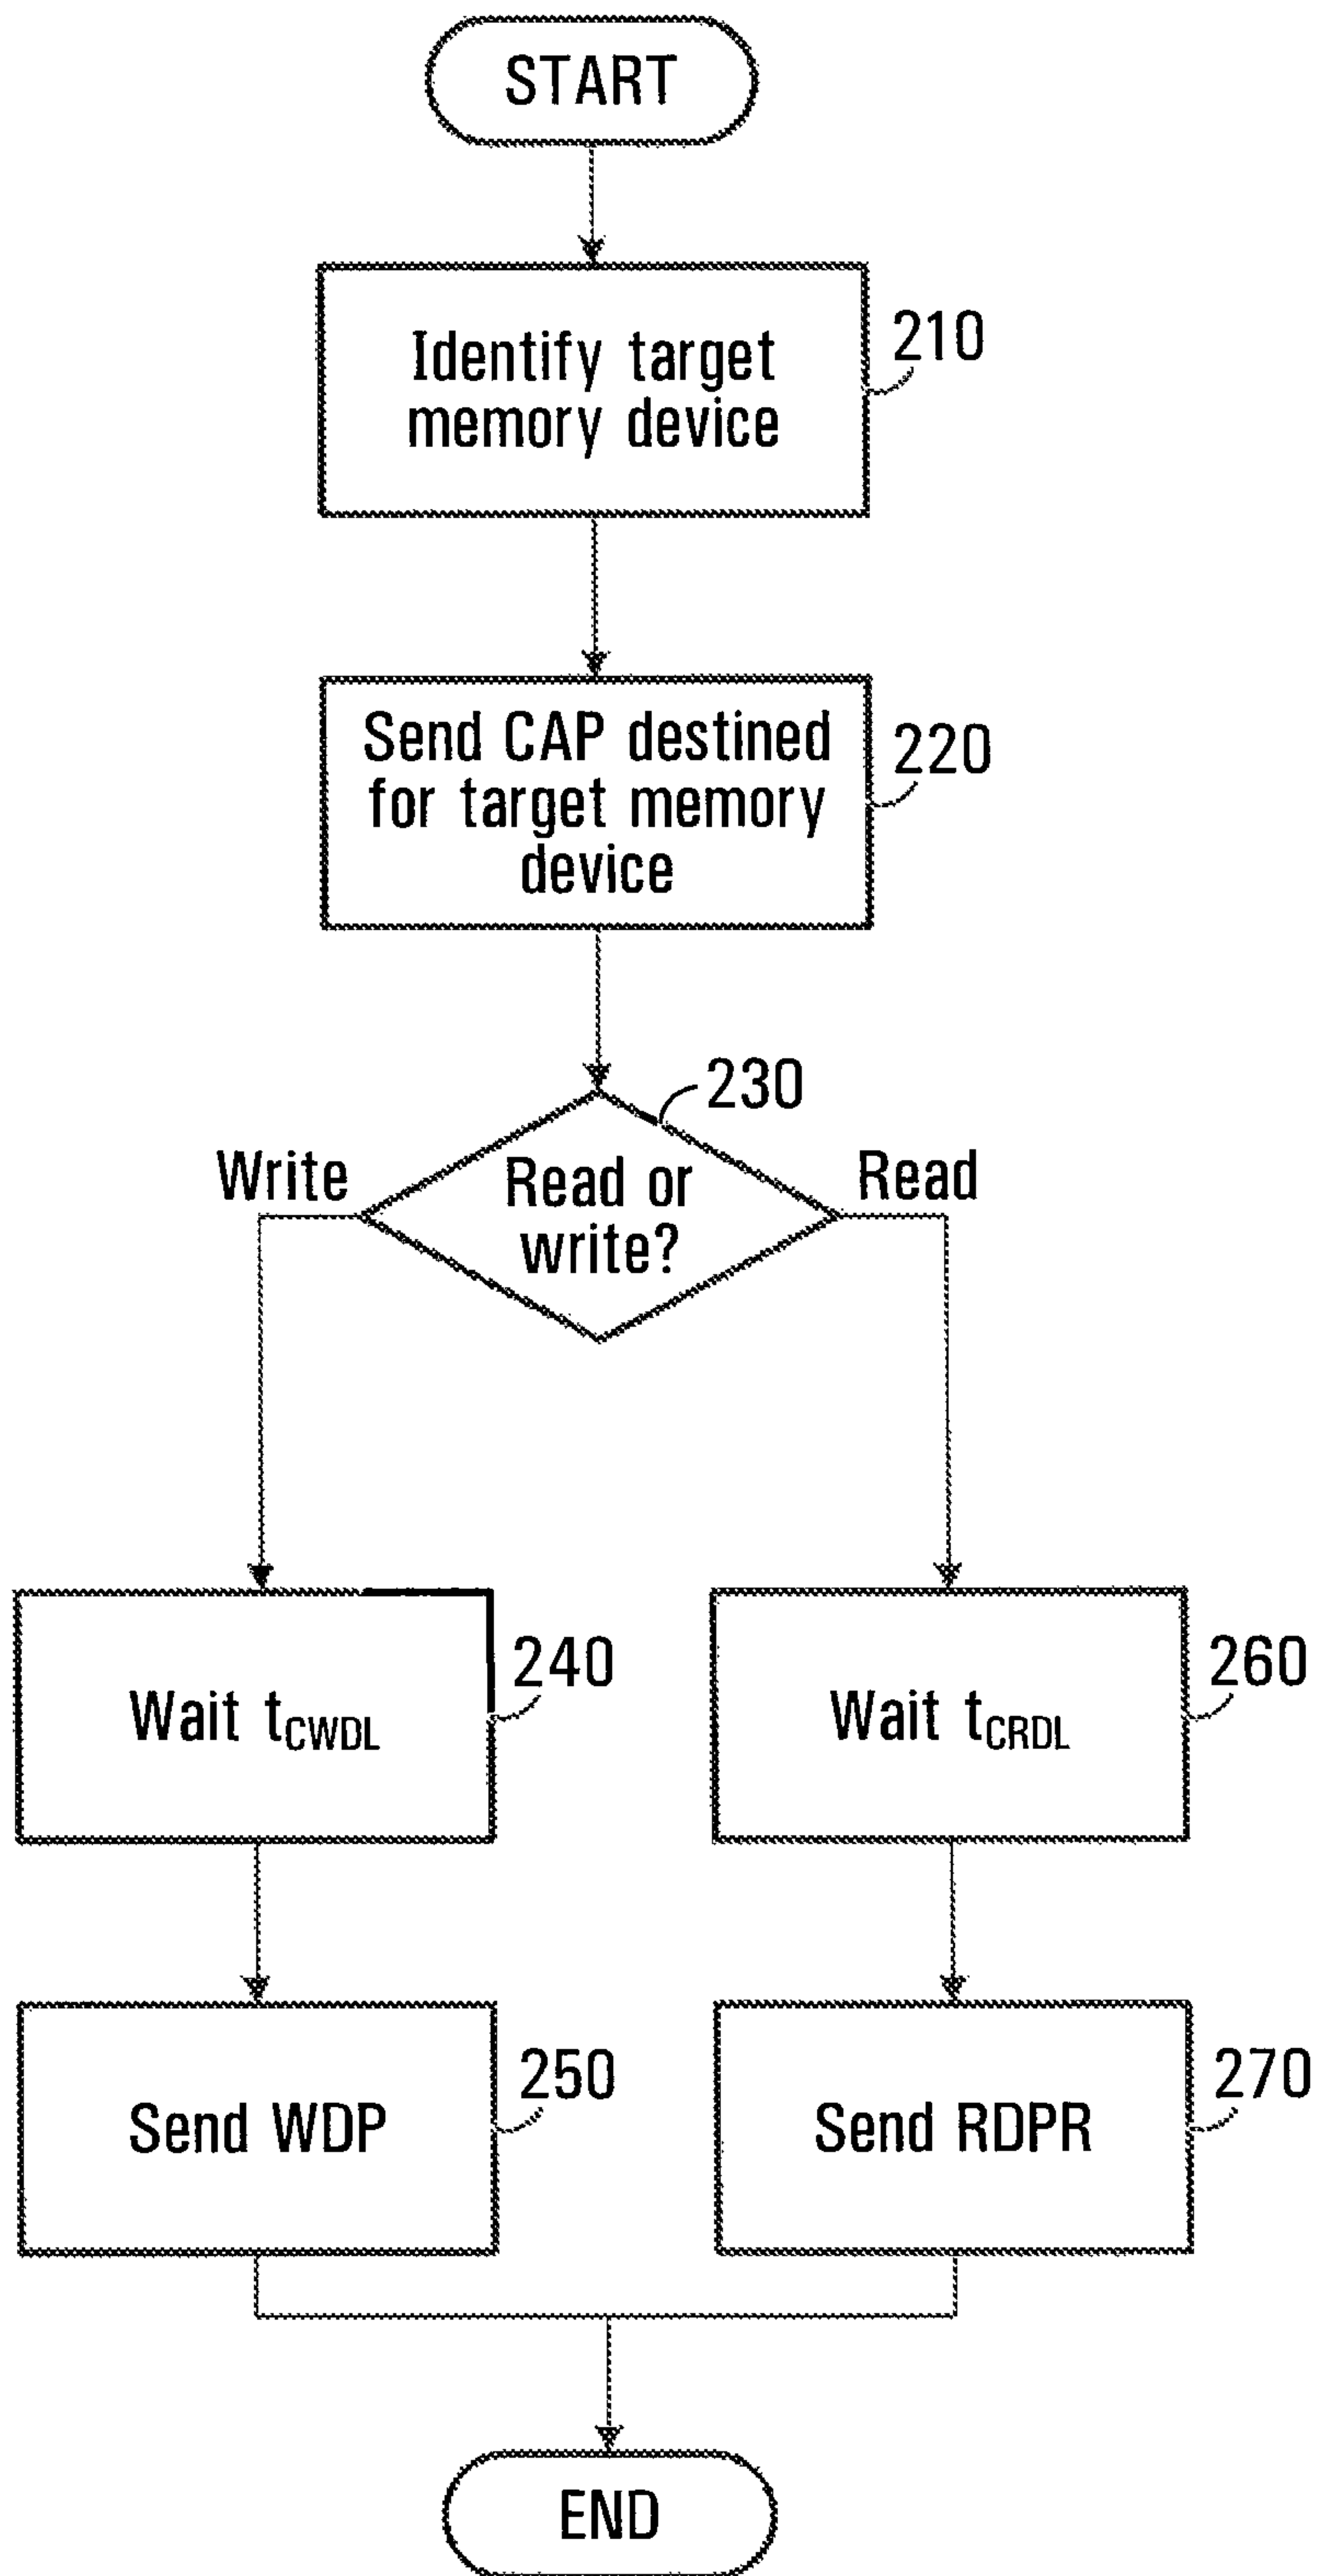 START
Identify target
memory device
210
Send CAP destined
for target memory
device
220
230
Write
Read or
write?
Read
Wait tCWDL
240
Wait tCRDL
260
Send WDP
250
Send RDPR
270
END